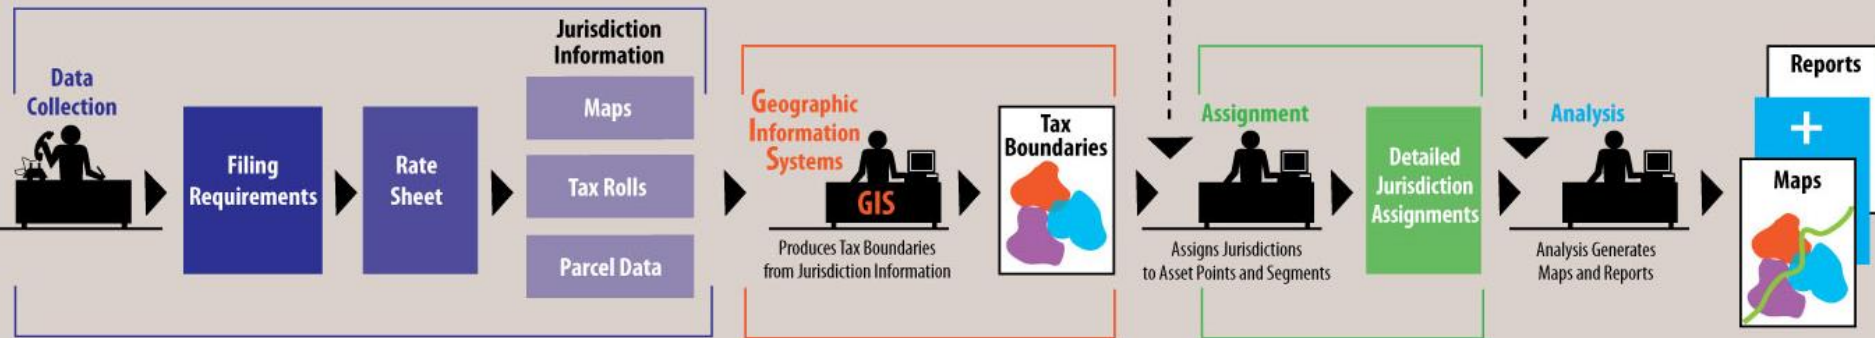 Data
Collection
Filing
Requirements
Rate
Sheet
Jurisdiction
Information
Maps
Tax Rolls
Parcel Data
Geographic
Information
Systems
GIS
Produces Tax Boundaries
from Jurisdiction Information
Tax
Boundaries
Assignment
Assigns Jurisdictions
to Asset Points and Segments
Detailed
Jurisdiction
Assignments
Analysis
Analysis Generates
Maps and Reports
Reports
+
Maps